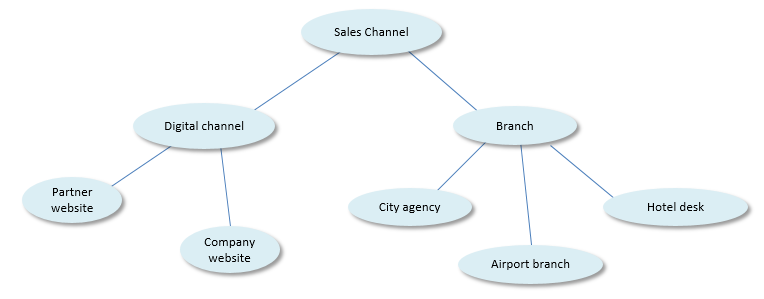 Sales Channel
Digital channel
Branch
Partner
website
City agency
Hotel desk
Company
website
Airport branch